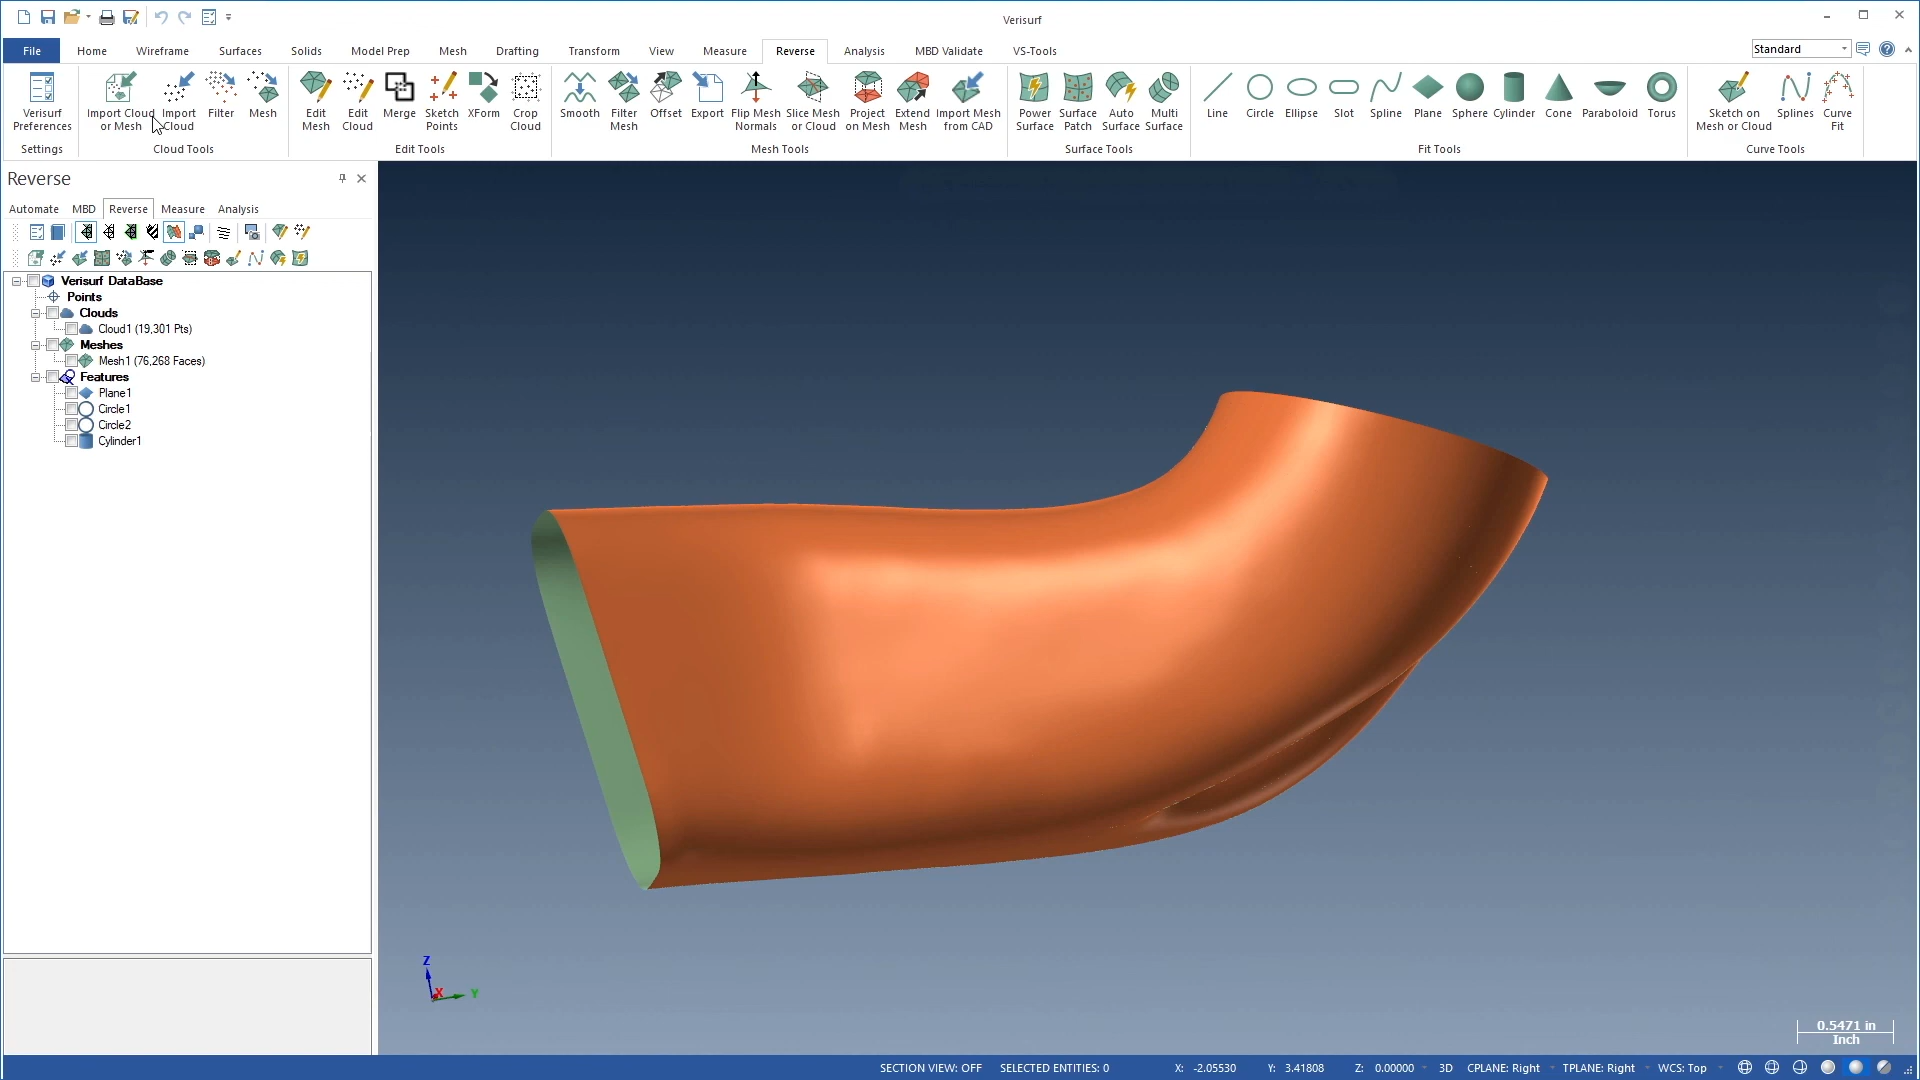 Verisurf
File Home Wireframe Surfaces Solids Model Prep Mesh Drafting Transform View Measure Reverse Analysis MBD Validate VS-Tools Standard
Verisurf Preferences
Import Cloud or Mesh
Import Cloud
Filter
Mesh
Edit Mesh
Edit Cloud
Merge
Sketch Points
XForm
Crop Cloud
Smooth
Filter Mesh
Offset
Export
Flip Mesh Normals
Slice Mesh or Cloud
Project on Mesh
Extend Mesh
Import Mesh from CAD
Power Surface
Surface Patch
Auto Surface
Multi Surface
Line
Circle
Ellipse
Slot
Spline
Plane
Sphere
Cylinder
Cone
Paraboloid
Torus
Sketch on Mesh or Cloud
Splines
Curve Fit
Settings Cloud Tools Edit Tools Mesh Tools Surface Tools Fit Tools Curve Tools
Reverse
Automate MBD Reverse Measure Analysis
Verisurf DataBase
Points
Clouds
Cloud1 (19,301 Pts)
Meshes
Mesh1 (76,268 Faces)
Features
Plane1
Circle1
Circle2
Cylinder1
Z
X
Y
0.5471 in
Inch
SECTION VIEW: OFF SELECTED ENTITIES: 0 X: -2.05530 Y: 3.41808 Z: 0.00000 3D CPLANE: Right TPLANE: Right WCS: Top